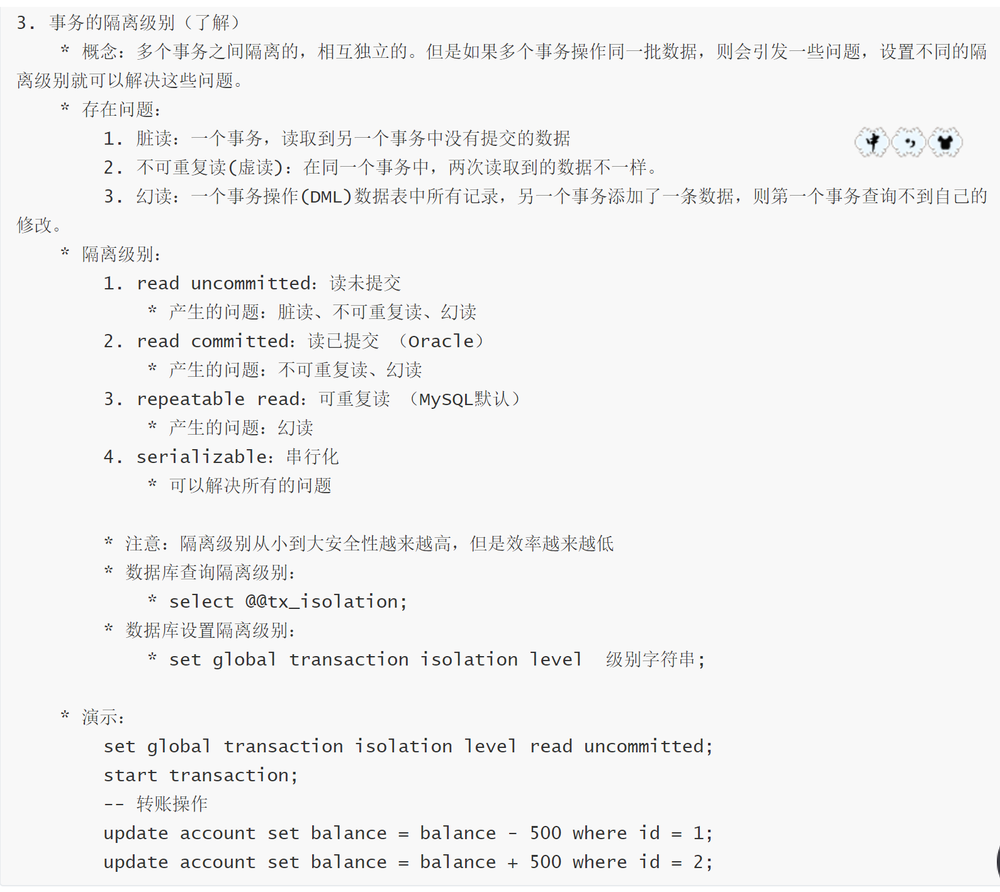 3. 事务的隔离级别（了解）
* 概念：多个事务之间隔离的，相互独立的。但是如果多个事务操作同一批数据，则会引发一些问题，设置不同的隔
离级别就可以解决这些问题。
* 存在问题：
1. 脏读：一个事务，读取到另一个事务中没有提交的数据
2. 不可重复读(虚读)：在同一个事务中，两次读取到的数据不一样。
3. 幻读：一个事务操作(DML)数据表中所有记录，另一个事务添加了一条数据，则第一个事务查询不到自己的
修改。
* 隔离级别：
1. read uncommitted：读未提交
* 产生的问题：脏读、不可重复读、幻读
2. read committed：读已提交 （Oracle）
* 产生的问题：不可重复读、幻读
3. repeatable read：可重复读 （MySQL默认）
* 产生的问题：幻读
4. serializable：串行化
* 可以解决所有的问题
* 注意：隔离级别从小到大安全性越来越高，但是效率越来越低
* 数据库查询隔离级别：
* select @@tx_isolation;
* 数据库设置隔离级别：
* set global transaction isolation level  级别字符串;
* 演示：
set global transaction isolation level read uncommitted;
start transaction;
-- 转账操作
update account set balance = balance - 500 where id = 1;
update account set balance = balance + 500 where id = 2;
中